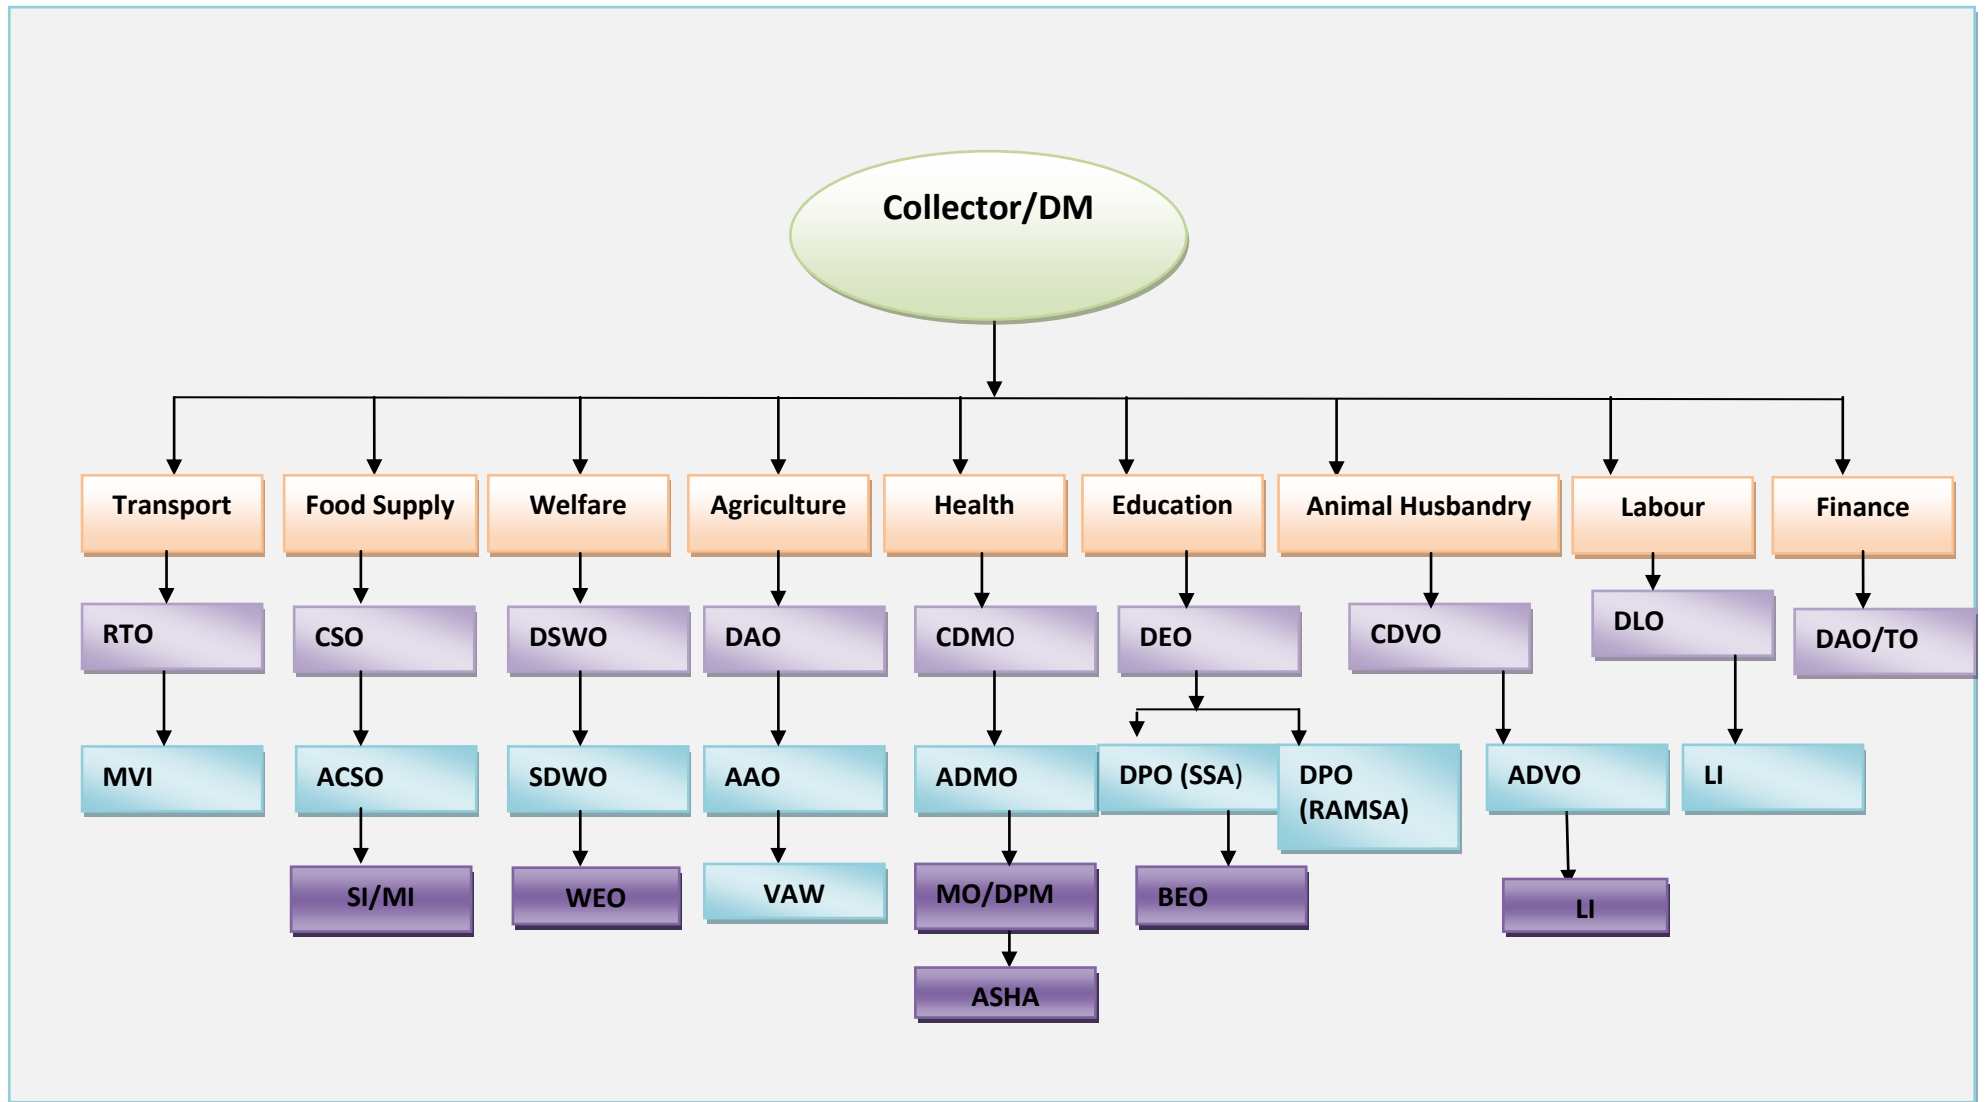 Collector/DM
Transport
Food Supply
Welfare
Agriculture
Health
Education
Animal Husbandry
Labour
Finance
RTO
CSO
DSWO
DAO
CDMO
DEO
CDVO
DLO
DAO/TO
MVI
ACSO
SDWO
AAO
ADMO
DPO (SSA)
DPO
(RAMSA)
ADVO
LI
SI/MI
WEO
VAW
MO/DPM
BEO
LI
ASHA